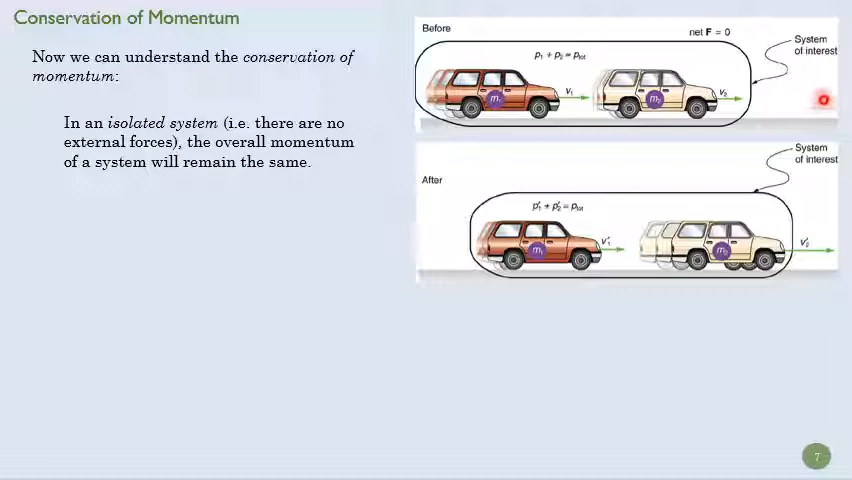 Conservation of Momentum
Now we can understand the conservation of
momentum:
In an isolated system (i.e. there are no
external forces), the overall momentum
of a system will remain the same.
Before
net F = 0
System
of interest
p₁ + p₂ = pₜₒₜ
m₁
v₁
m₂
v₂
After
System
of interest
p′₁ + p′₂ = pₜₒₜ
m₁
v′₁
m₂
v′₂
7